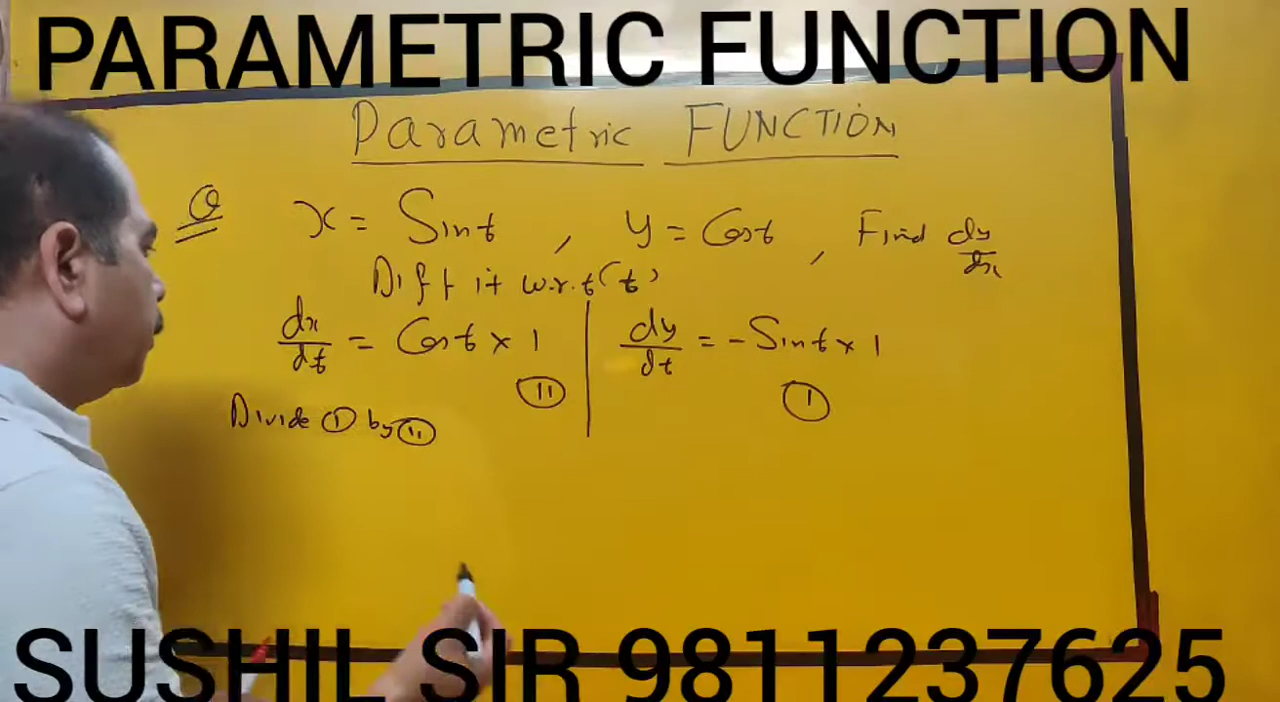 PARAMETRIC FUNCTION
Parametric FUNCTION
Q x = Sint , y = Cost , Find dy/dx
Diff it w.r.t (t)
dx/dt = Cost × 1 | dy/dt = - Sint × 1
(II) (I)
Divide (I) by (II)
SUSHIL SIR 9811237625